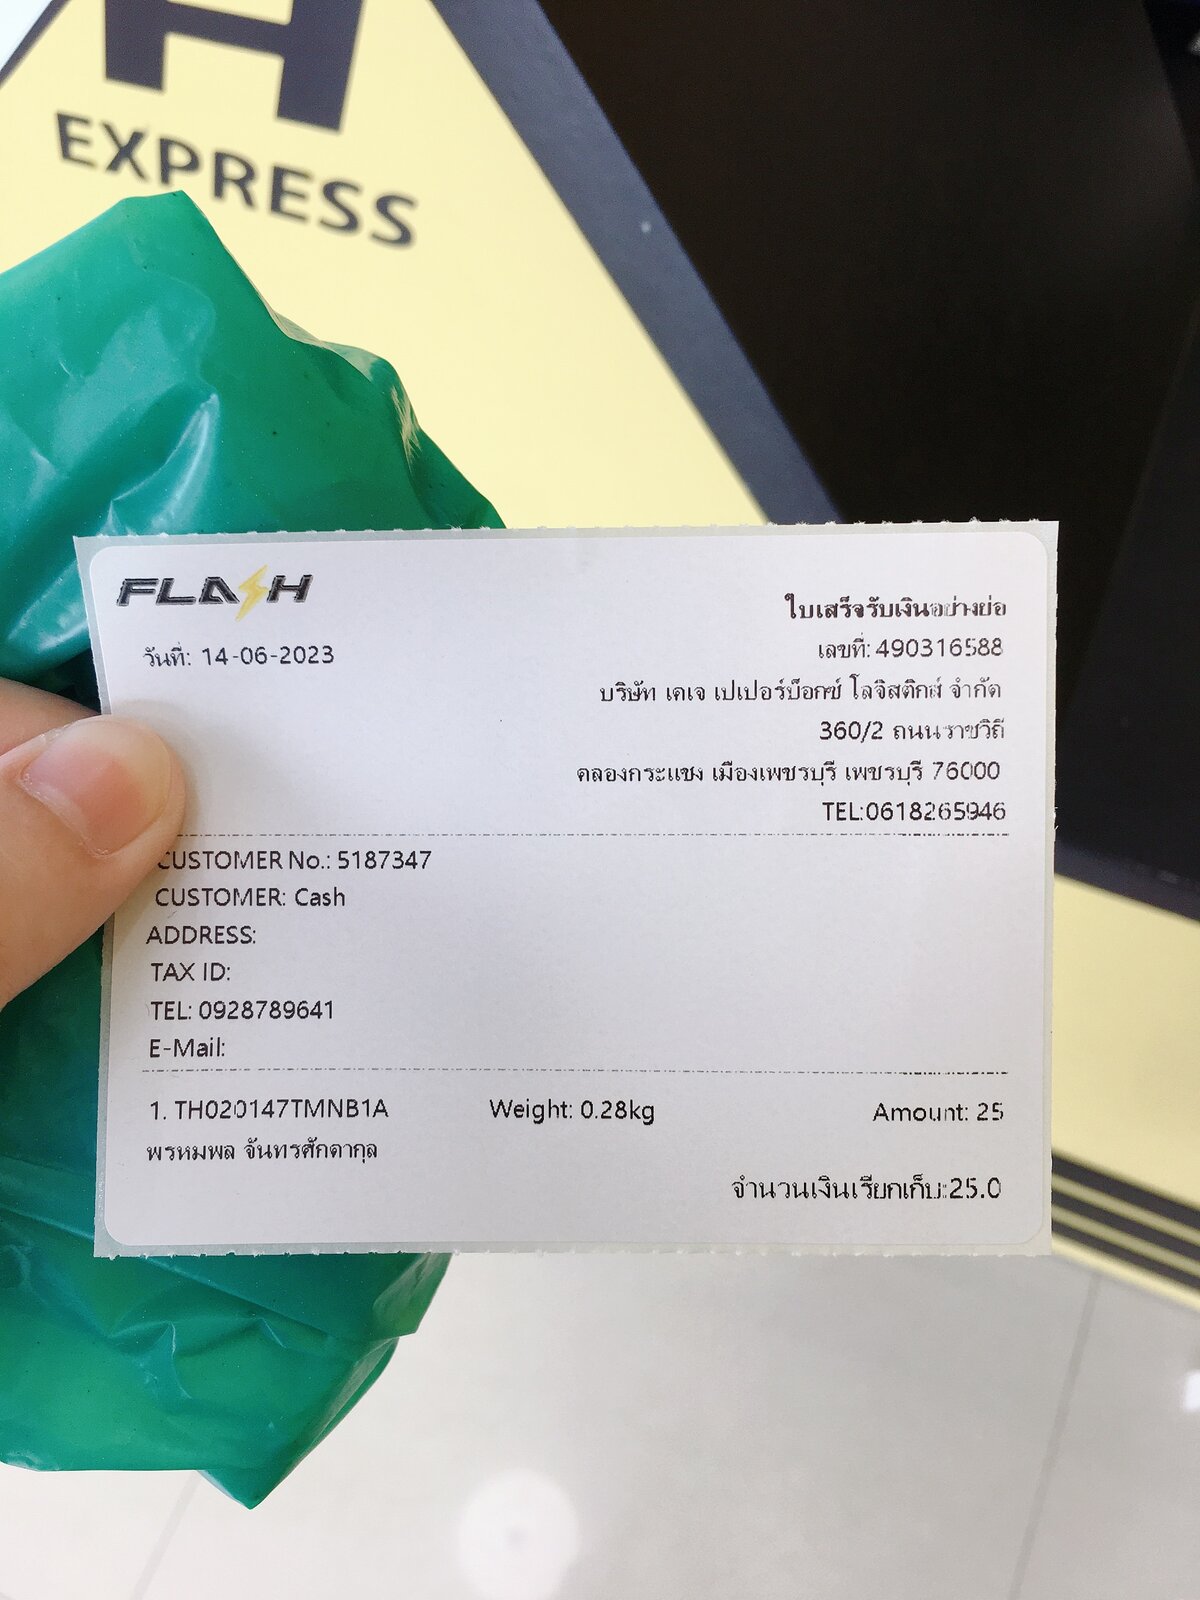 H
EXPRESS
FLASH
ใบเสร็จรับเงินอย่างย่อ
วันที่: 14-06-2023
เลขที่: 490316588
บริษัท เคเจ เปเปอร์บ็อกซ์ โลจิสติกส์ จำกัด
360/2 ถนนราชวิถี
คลองกระแชง เมืองเพชรบุรี เพชรบุรี 76000
TEL:0618265946
CUSTOMER No.: 5187347
CUSTOMER: Cash
ADDRESS:
TAX ID:
TEL: 0928789641
E-Mail:
1. TH020147TMNB1A Weight: 0.28kg Amount: 25
พรหมพล จันทรศักดากุล
จำนวนเงินเรียกเก็บ:25.0